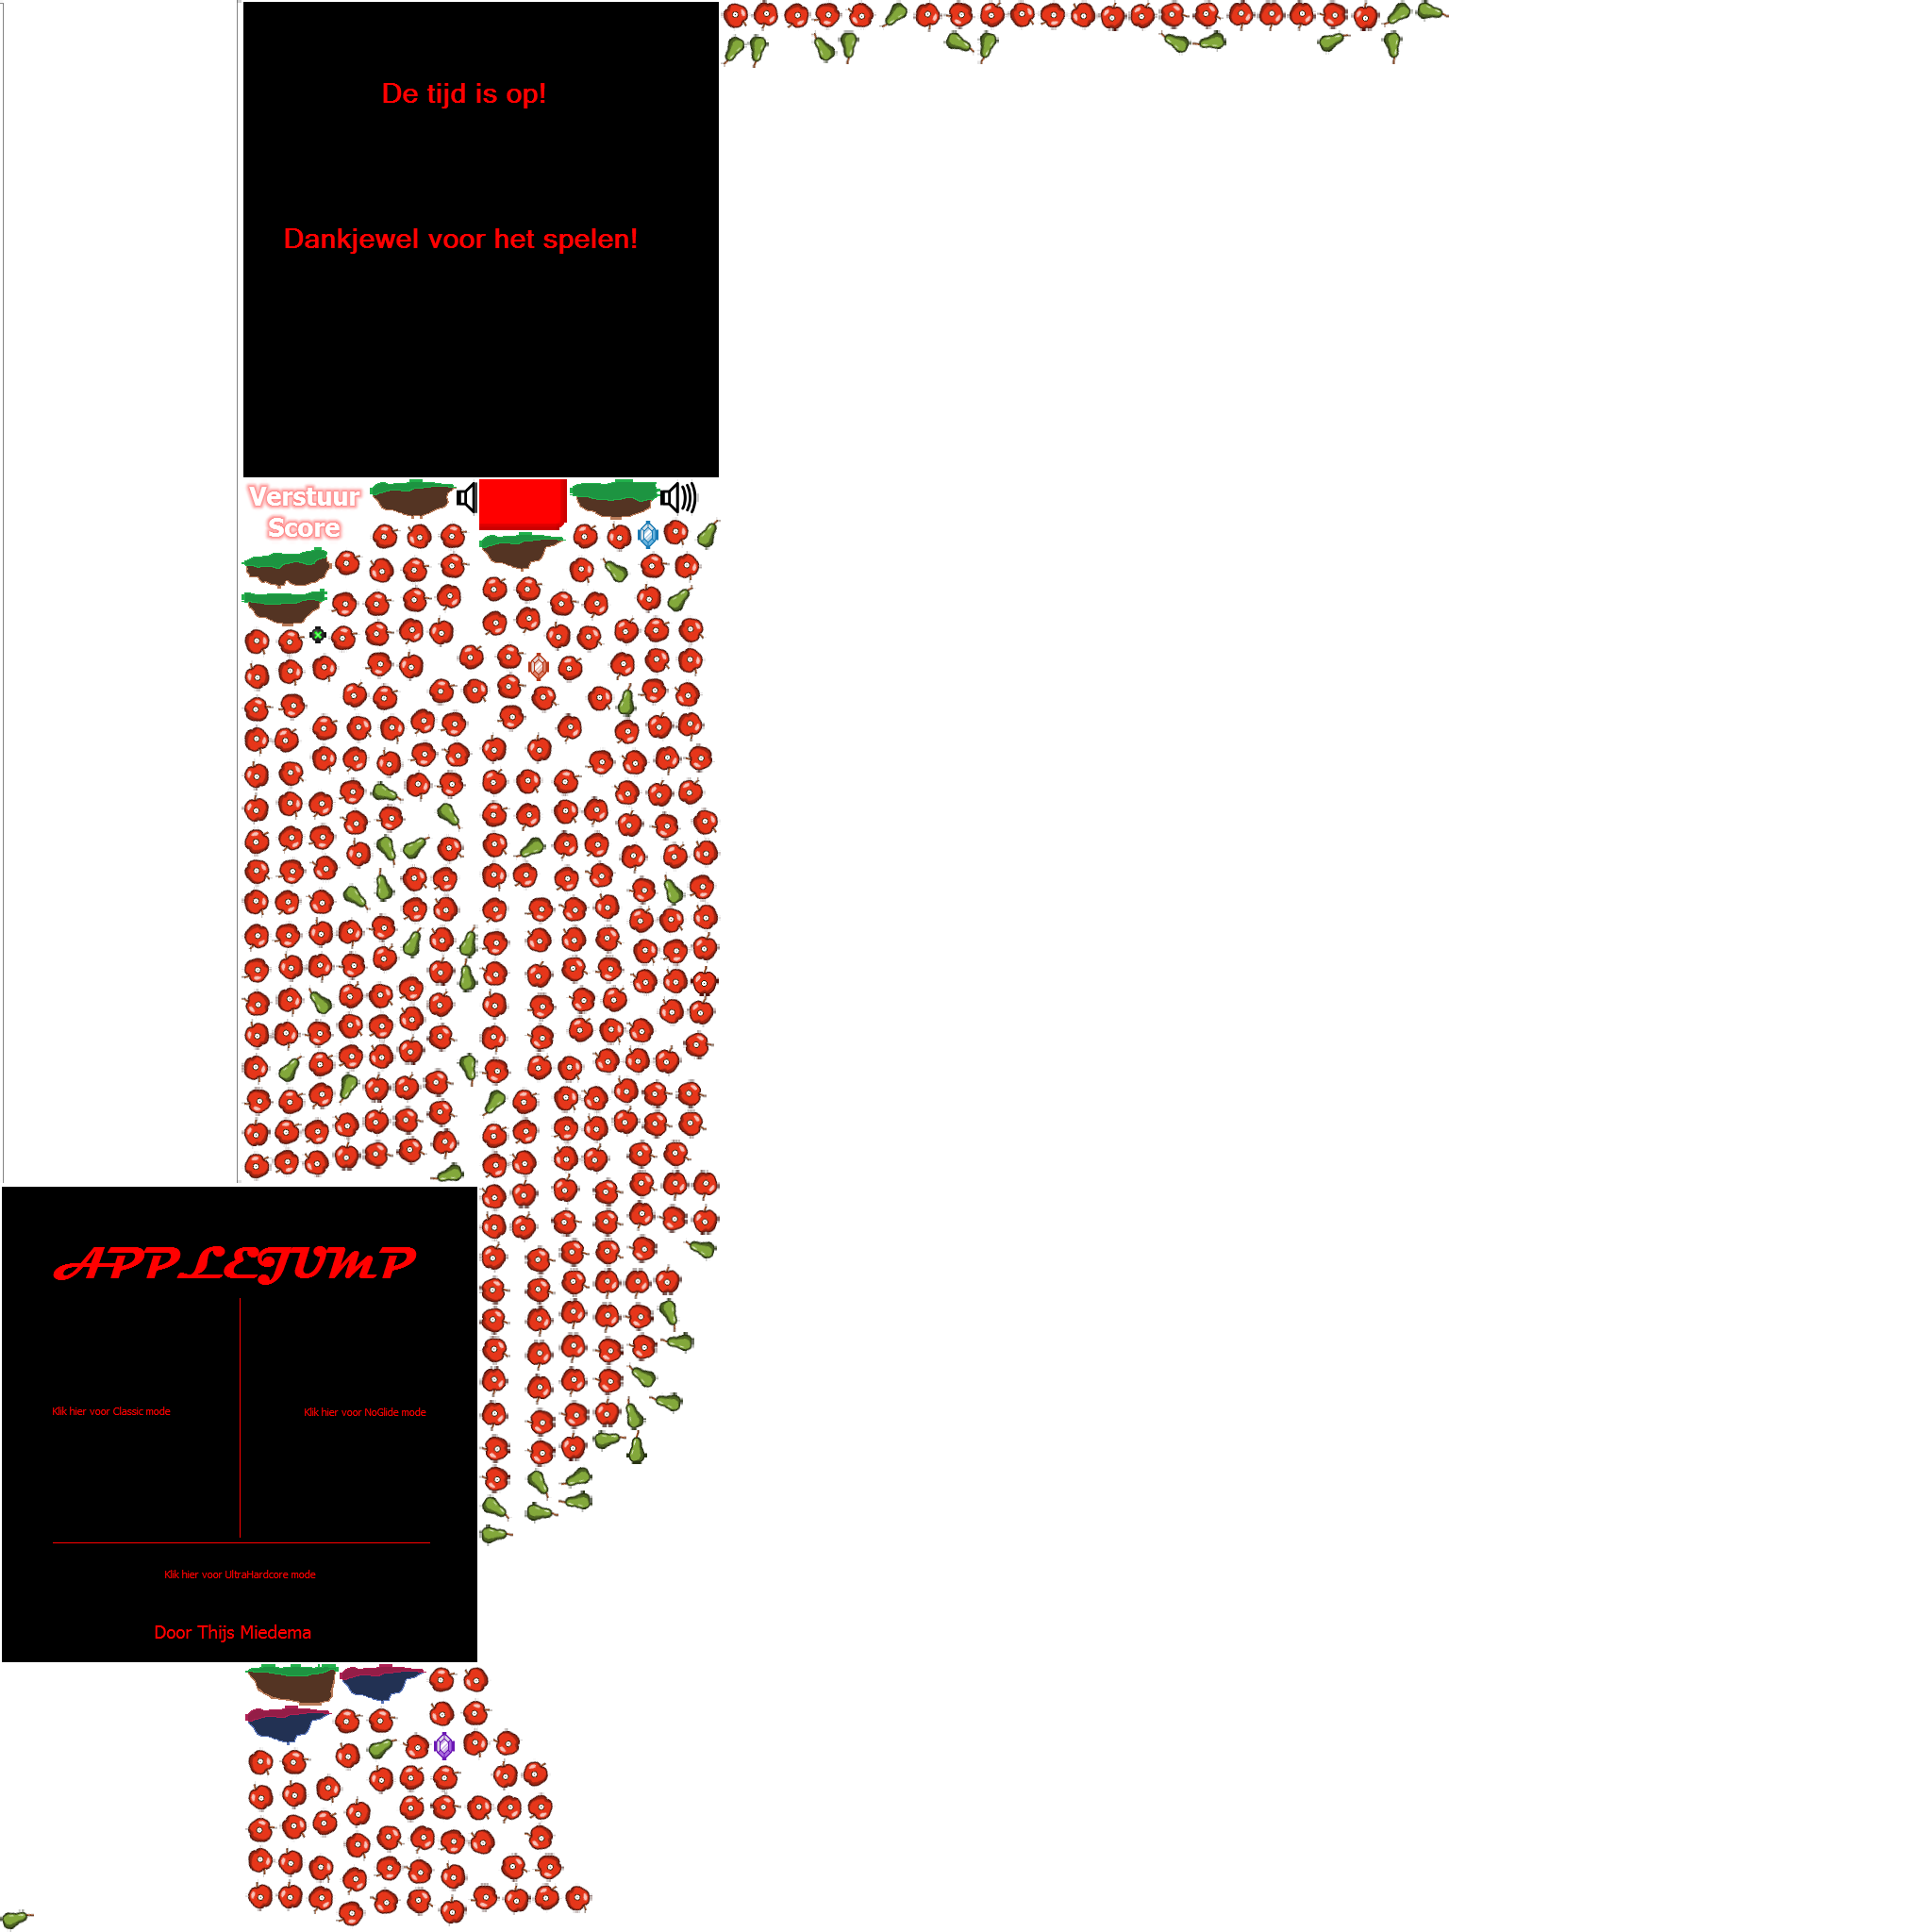 De tijd is op!
Dankjewel voor het spelen!
Verstuur
Score
APPLEJUMP
Klik hier voor Classic mode
Klik hier voor NoGlide mode
Klik hier voor UltraHardcore mode
Door Thijs Miedema